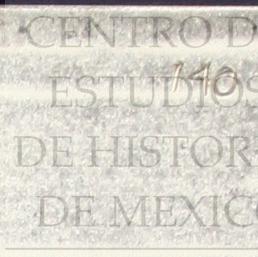 CENTRO D
140
ESTUDIOS
DE HISTOR
DE MEXICO